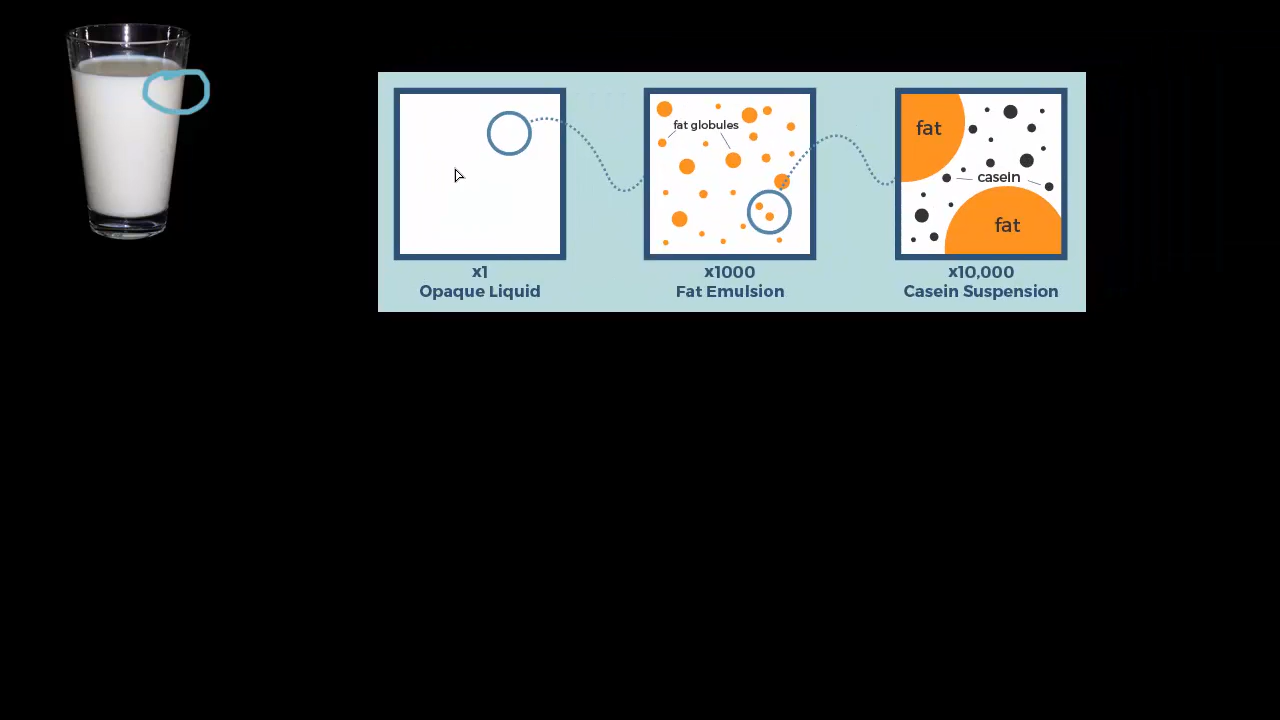 fat globules
fat
casein
fat
x1
Opaque Liquid
x1000
Fat Emulsion
x10,000
Casein Suspension